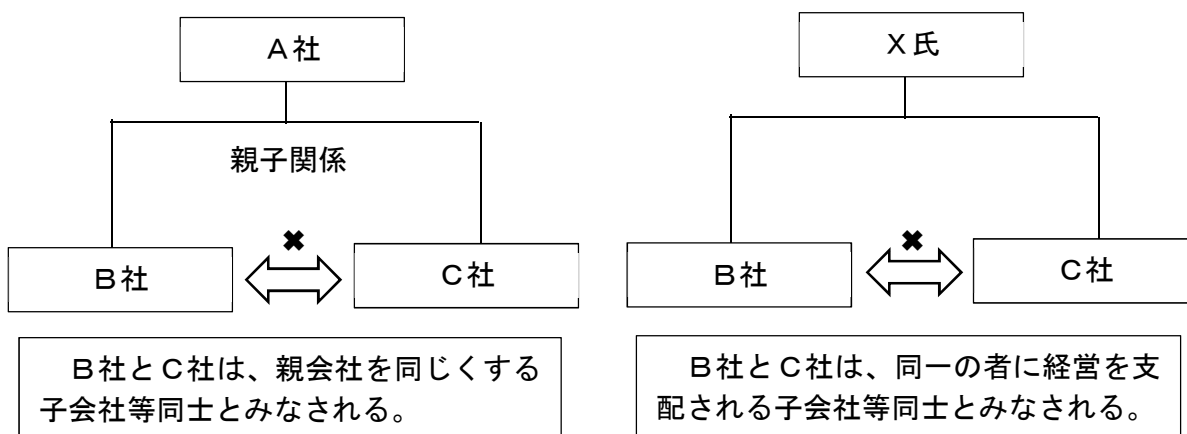 A社
親子関係
✖
B社
C社
B社とC社は、親会社を同じくする
子会社等同士とみなされる。
X氏
✖
B社
C社
B社とC社は、同一の者に経営を支
配される子会社等同士とみなされる。